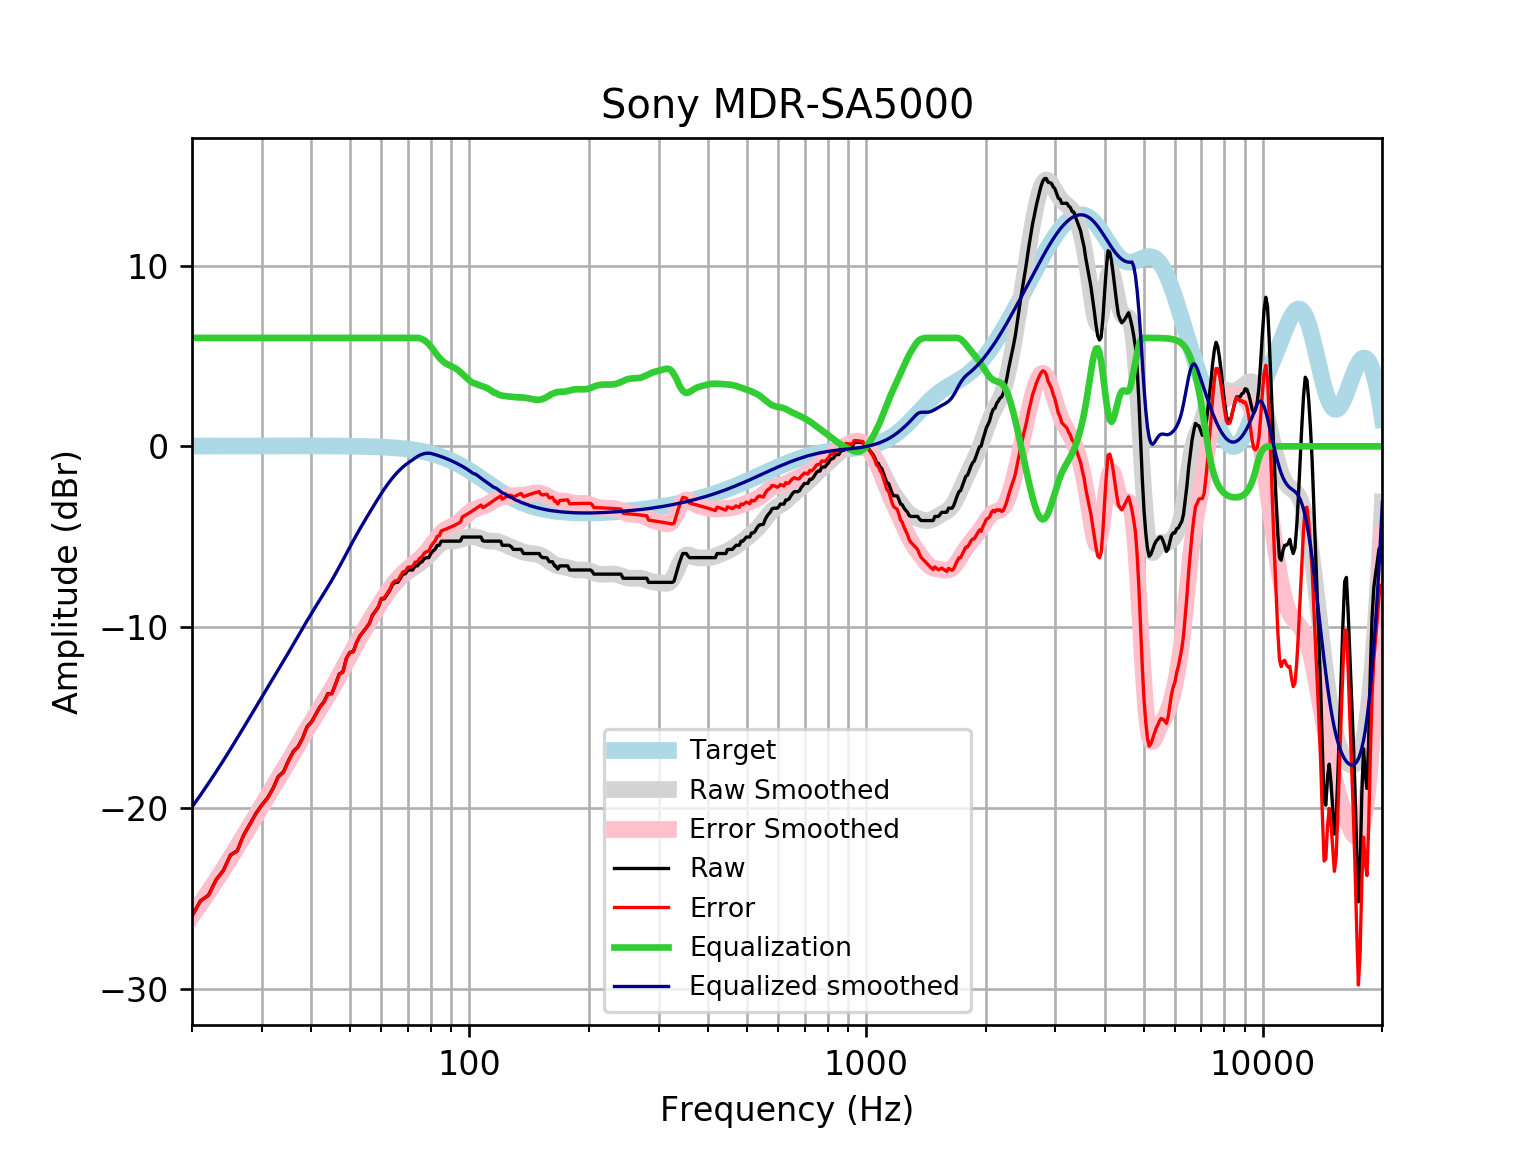 Sony MDR-SA5000
Amplitude (dBr)
10
0
−10
−20
−30
Target
Raw Smoothed
Error Smoothed
Raw
Error
Equalization
Equalized smoothed
100
1000
10000
Frequency (Hz)